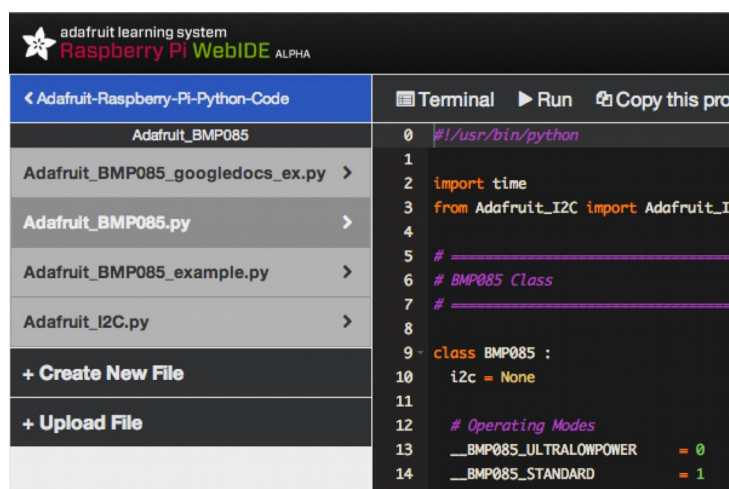 adafruit learning system
Raspberry Pi WebIDE ALPHA
Adafruit-Raspberry-Pi-Python-Code
Adafruit_BMP085
Adafruit_BMP085_googledocs_ex.py
Adafruit_BMP085.py
Adafruit_BMP085_example.py
Adafruit_I2C.py
+ Create New File
+ Upload File
Terminal Run Copy this pro
0 #!/usr/bin/python
1
2 import time
3 from Adafruit_I2C import Adafruit_I
4
5 # ===================================
6 # BMP085 Class
7 # ===================================
8
9 class BMP085 :
10 i2c = None
11
12 # Operating Modes
13 __BMP085_ULTRALOWPOWER = 0
14 __BMP085_STANDARD = 1